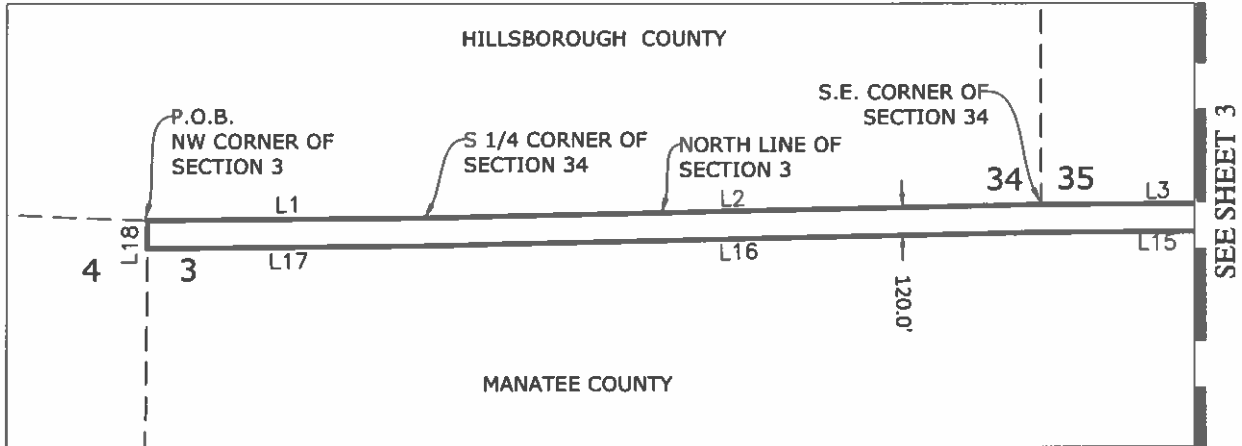 HILLSBOROUGH COUNTY
P.O.B.
NW CORNER OF
SECTION 3
S 1/4 CORNER OF
SECTION 34
NORTH LINE OF
SECTION 3
S.E. CORNER OF
SECTION 34
34 35
L1
L2
L3
L18
4 3
L17
L16
L15
120.0'
SEE SHEET 3
MANATEE COUNTY